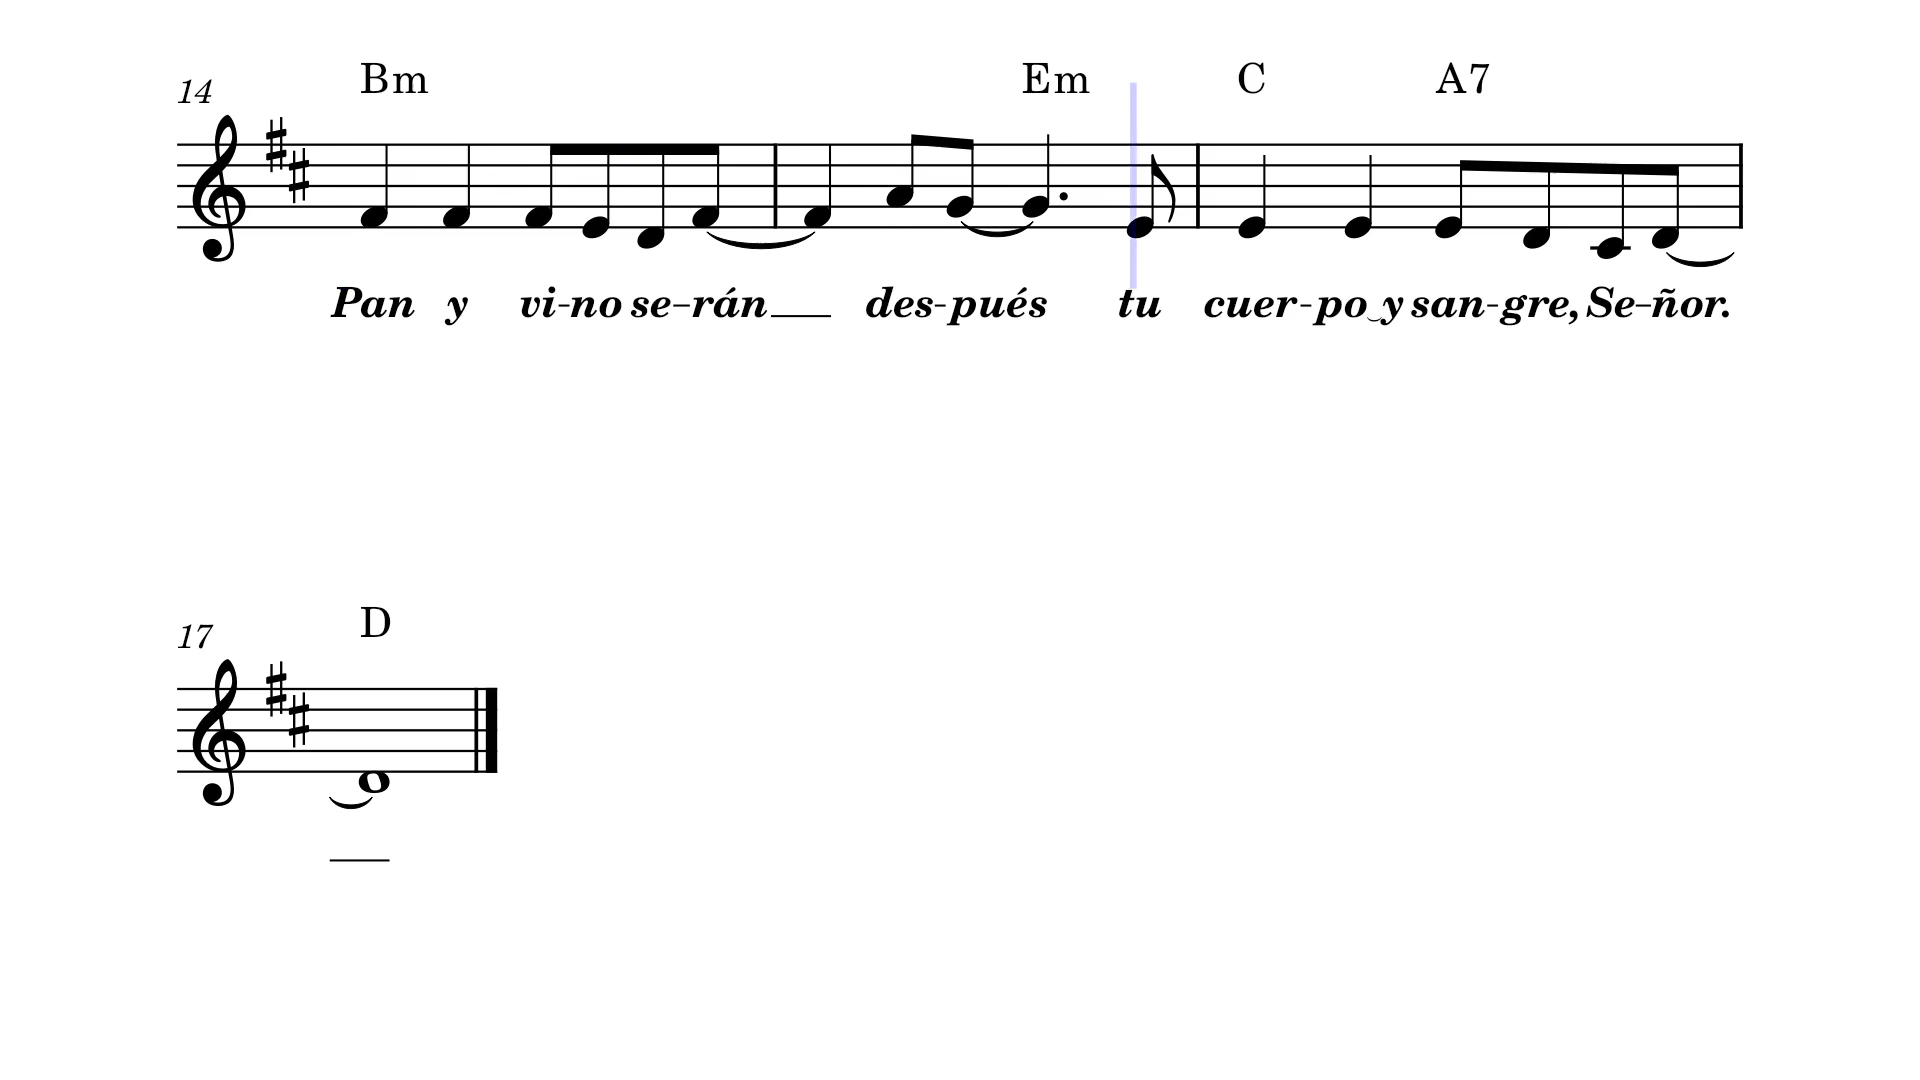 14 Bm Em C A7
Pan y vi-no se-rán des-pués tu cuer-po‿y san-gre, Se-ñor.
17 D